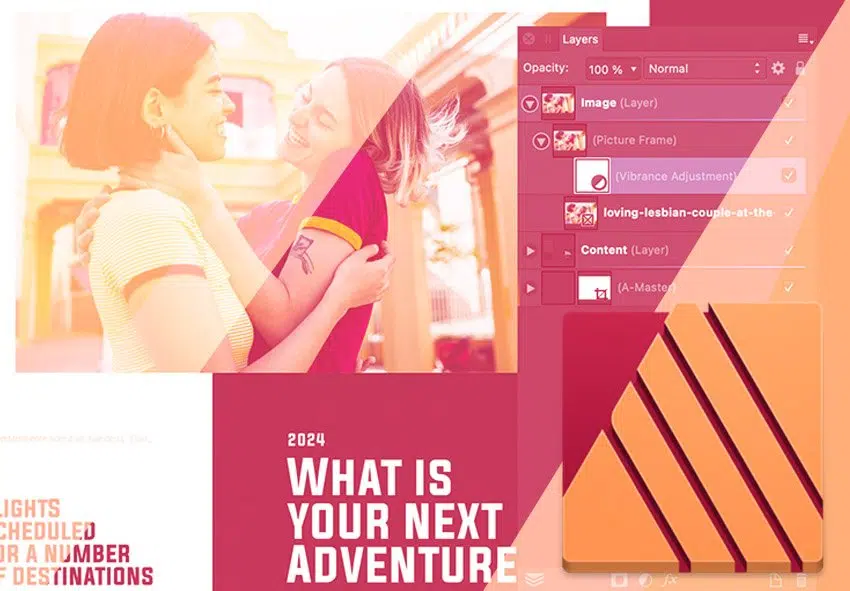 Layers
Opacity: 100 % Normal
Image (Layer)
(Picture Frame)
(Vibrance Adjustment)
loving-lesbian-couple-at-the-
Content (Layer)
(A-Master)
2024
WHAT IS
YOUR NEXT
ADVENTURE
LIGHTS
CHEDULED
OR A NUMBER
F DESTINATIONS
fx